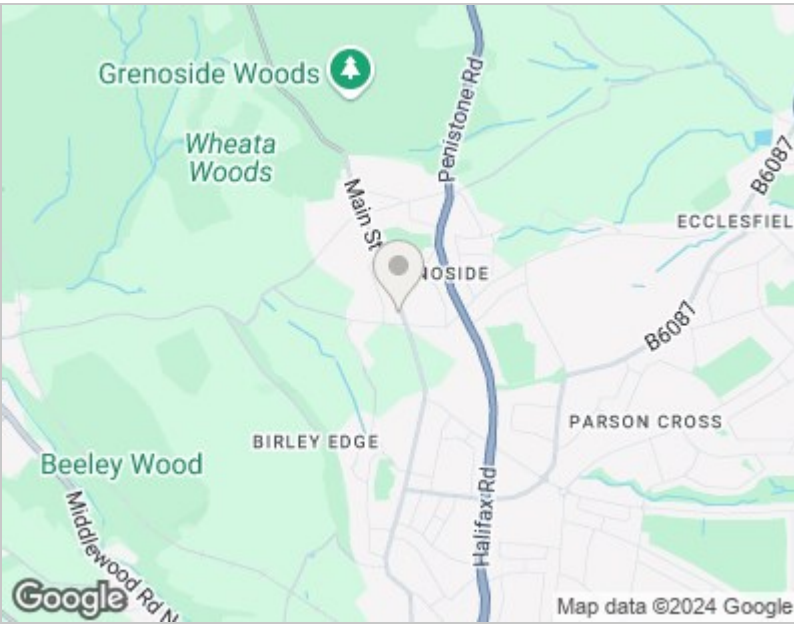 Grenoside Woods
Penistone Rd
Wheata
Woods
B6087
Main St
ECCLESFIEL
NOSIDE
B6087
PARSON CROSS
BIRLEY EDGE
Beeley Wood
Halifax Rd
Middlewood Rd N
Google
Map data ©2024 Google